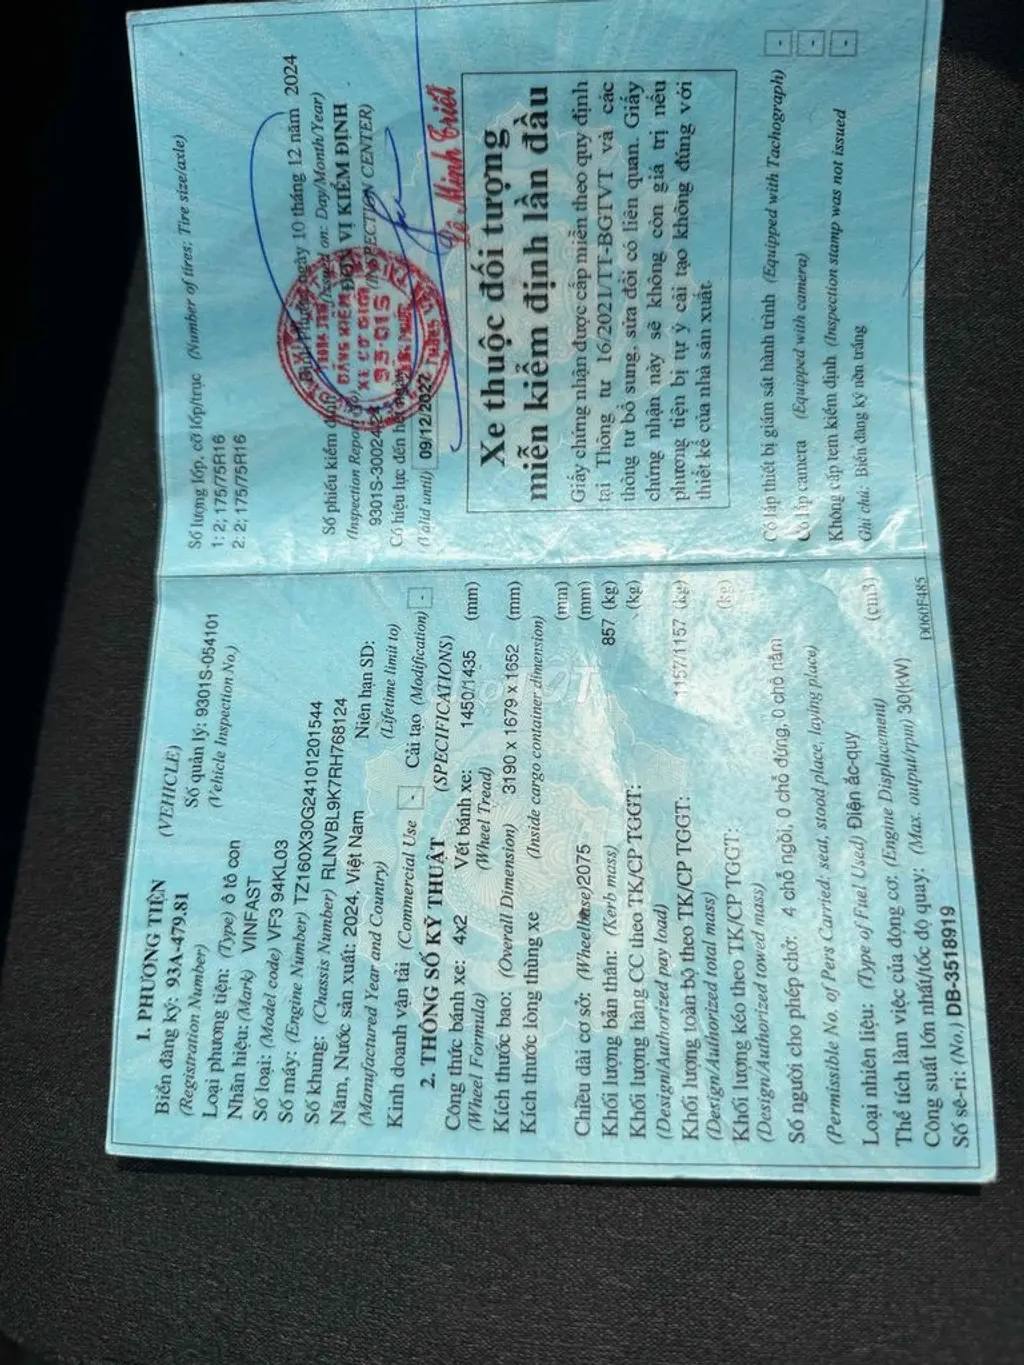 1. PHƯƠNG TIỆN (VEHICLE)
Biển đăng ký: 93A-479.81 Số quản lý: 9301S-054101
(Registration Number) (Vehicle Inspection No.)
Loại phương tiện: (Type) ô tô con
Nhãn hiệu: (Mark) VINFAST
Số loại: (Model code) VF3 94KL03
Số máy: (Engine Number) TZ160X30G24101201544
Số khung: (Chassis Number) RLNVBL9K7RH768124
Năm, Nước sản xuất: 2024, Việt Nam Niên hạn SD:
(Manufactured Year and Country) (Lifetime limit to)
Kinh doanh vận tải (Commercial Use - Cải tạo (Modification) -
2. THÔNG SỐ KỸ THUẬT (SPECIFICATIONS)
Công thức bánh xe: 4x2 Vết bánh xe: 1450/1435 (mm)
(Wheel Formula) (Wheel Tread)
Kích thước bao: (Overall Dimension) 3190 x 1679 x 1652 (mm)
Kích thước lòng thùng xe (Inside cargo container dimension)
(mm)
Chiều dài cơ sở: (Wheelbase) 2075 (mm)
Khối lượng bản thân: (Kerb mass) 857 (kg)
Khối lượng hàng CC theo TK/CP TGGT: (kg)
(Design/Authorized pay load)
Khối lượng toàn bộ theo TK/CP TGGT: 1157/1157 (kg)
(Design/Authorized total mass)
Khối lượng kéo theo TK/CP TGGT: (kg)
(Design/Authorized towed mass)
Số người cho phép chở: 4 chỗ ngồi, 0 chỗ đứng, 0 chỗ nằm
(Permissible No. of Pers Carried: seat, stood place, laying place)
Loại nhiên liệu: (Type of Fuel Used) Điện ắc-quy
Thể tích làm việc của động cơ: (Engine Displacement) (cm3)
Công suất lớn nhất/tốc độ quay: (Max. output/rpm) 30(kW)
Số sê-ri: (No.) DB-3518919 D060F485
Số lượng lốp, cỡ lốp/trục (Number of tires; Tire size/axle)
1: 2; 175/75R16
2: 2; 175/75R16
Bình Phước, ngày 10 tháng 12 năm 2024
Số phiếu kiểm định (Issued on: Day/Month/Year)
(Inspection Report No) ĐƠN VỊ KIỂM ĐỊNH
9301S-30024/24 (INSPECTION CENTER)
Có hiệu lực đến hết ngày
(Valid until) 09/12/2027
TRUNG TÂM
ĐĂNG KIỂM
XE CƠ GIỚI
93-01S
Lê Minh Triết
Xe thuộc đối tượng
miễn kiểm định lần đầu
Giấy chứng nhận được cấp miễn theo quy định
tại Thông tư 16/2021/TT-BGTVT và các
thông tư bổ sung, sửa đổi có liên quan. Giấy
chứng nhận này sẽ không còn giá trị nếu
phương tiện bị tự ý cải tạo không đúng với
thiết kế của nhà sản xuất.
Có lắp thiết bị giám sát hành trình (Equipped with Tachograph) -
Có lắp camera (Equipped with camera) -
Không cấp tem kiểm định (Inspection stamp was not issued -
Ghi chú: Biển đăng ký nền trắng